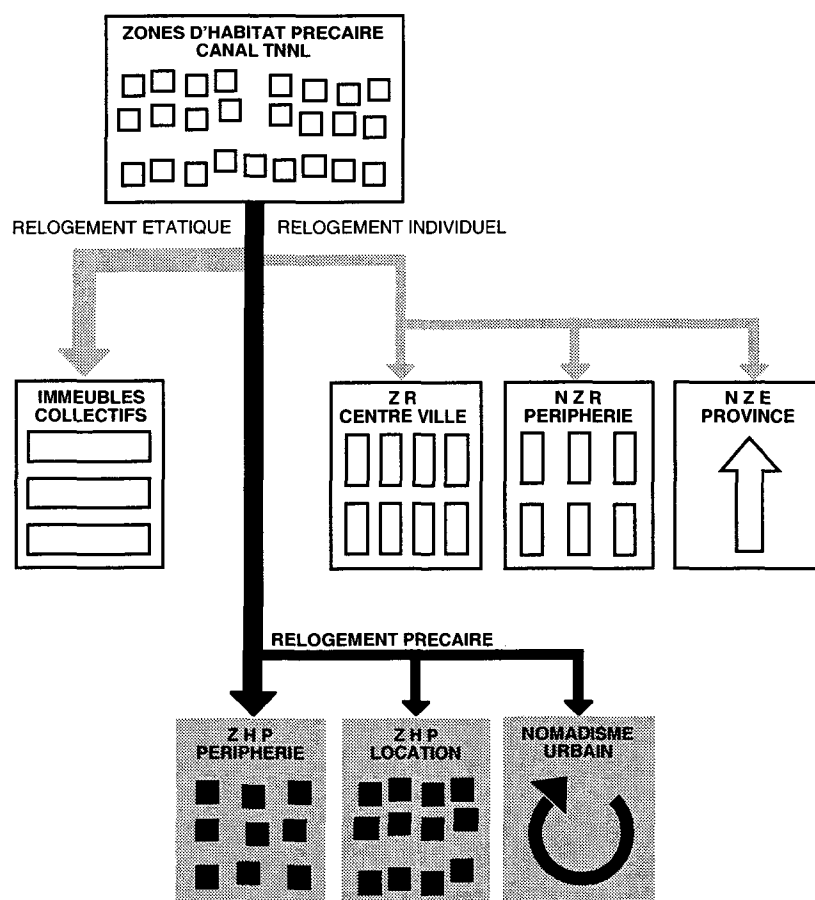 ZONES D'HABITAT PRECAIRE
CANAL TNNL
RELOGEMENT ETATIQUE
RELOGEMENT INDIVIDUEL
IMMEUBLES
COLLECTIFS
Z R
CENTRE VILLE
N Z R
PERIPHERIE
N Z E
PROVINCE
RELOGEMENT PRECAIRE
Z H P
PERIPHERIE
Z H P
LOCATION
NOMADISME
URBAIN